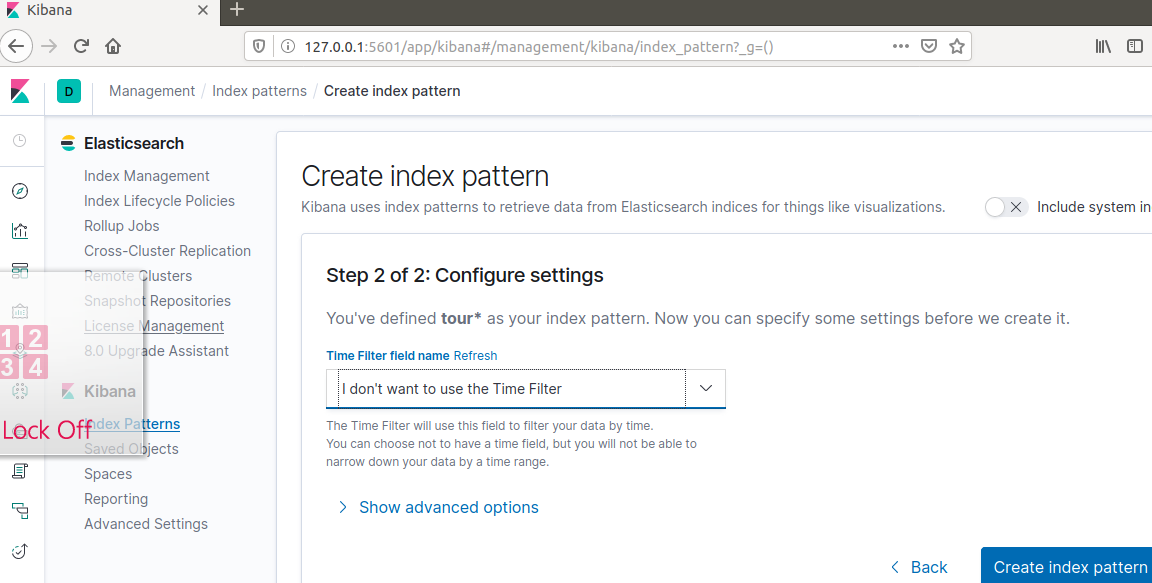 Kibana
127.0.0.1:5601/app/kibana#/management/kibana/index_pattern?_g=()
D
Management / Index patterns / Create index pattern
Elasticsearch
Index Management
Index Lifecycle Policies
Rollup Jobs
Cross-Cluster Replication
Remote Clusters
Snapshot Repositories
License Management
8.0 Upgrade Assistant
Kibana
Index Patterns
Saved Objects
Spaces
Reporting
Advanced Settings
1 2
3 4
Lock Off
Create index pattern
Kibana uses index patterns to retrieve data from Elasticsearch indices for things like visualizations.
Include system in
Step 2 of 2: Configure settings
You've defined tour* as your index pattern. Now you can specify some settings before we create it.
Time Filter field name Refresh
I don't want to use the Time Filter
The Time Filter will use this field to filter your data by time.
You can choose not to have a time field, but you will not be able to
narrow down your data by a time range.
Show advanced options
Back
Create index pattern